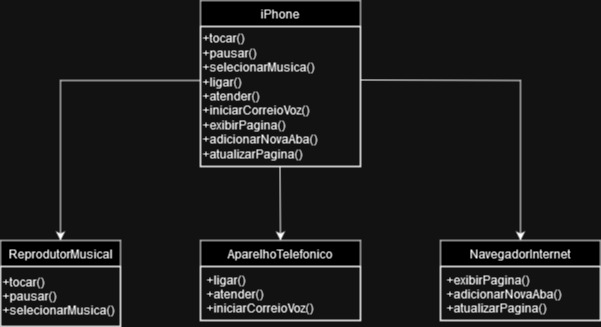 iPhone
+tocar()
+pausar()
+selecionarMusica()
+ligar()
+atender()
+iniciarCorreioVoz()
+exibirPagina()
+adicionarNovaAba()
+atualizarPagina()
ReprodutorMusical
+tocar()
+pausar()
+selecionarMusica()
AparelhoTelefonico
+ligar()
+atender()
+iniciarCorreioVoz()
NavegadorInternet
+exibirPagina()
+adicionarNovaAba()
+atualizarPagina()